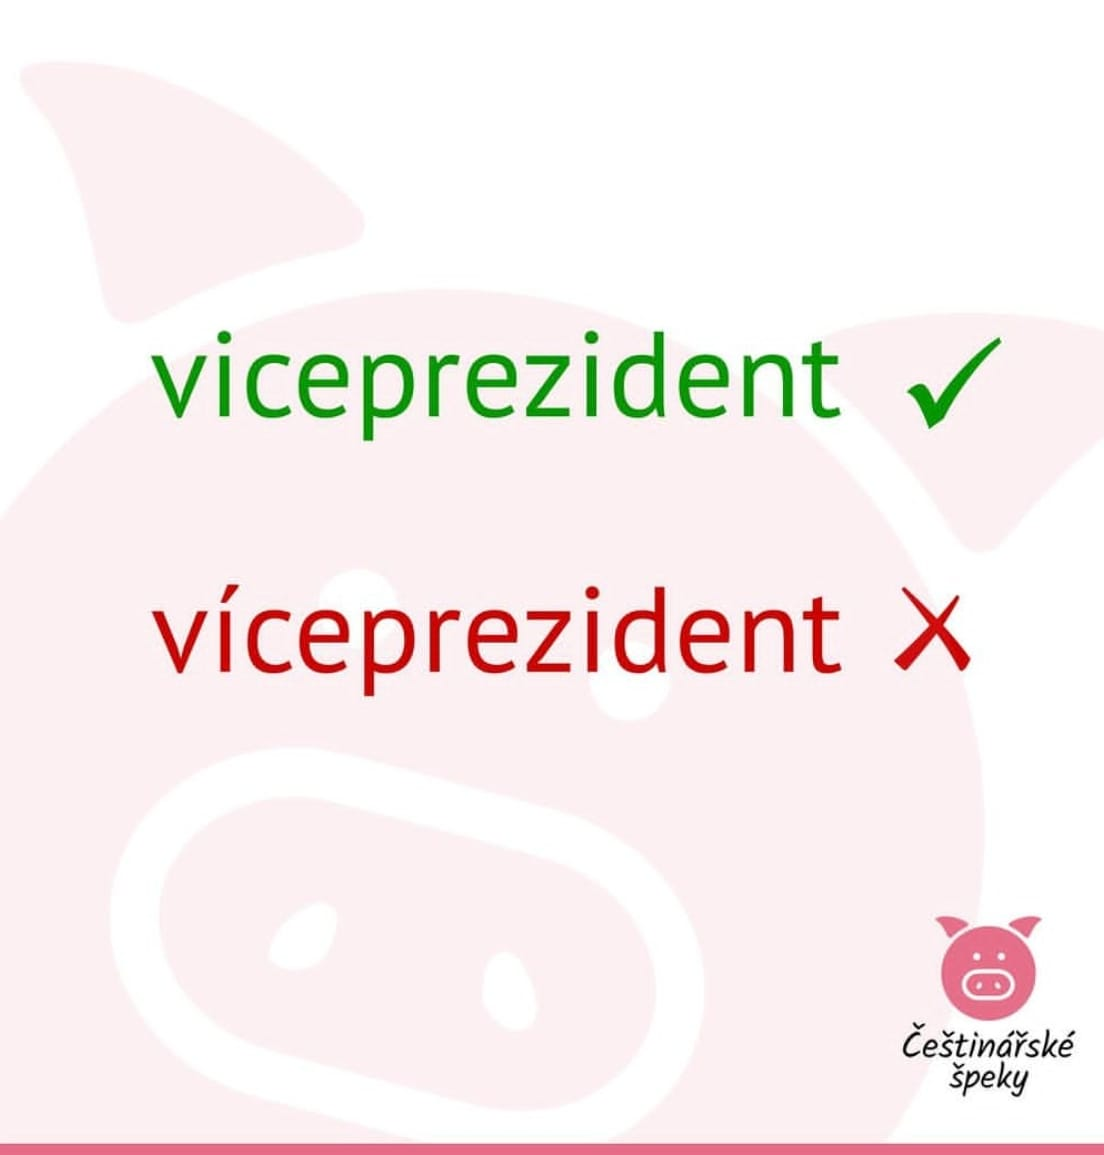 viceprezident ✓
víceprezident ✗
Češtinářské
špeky